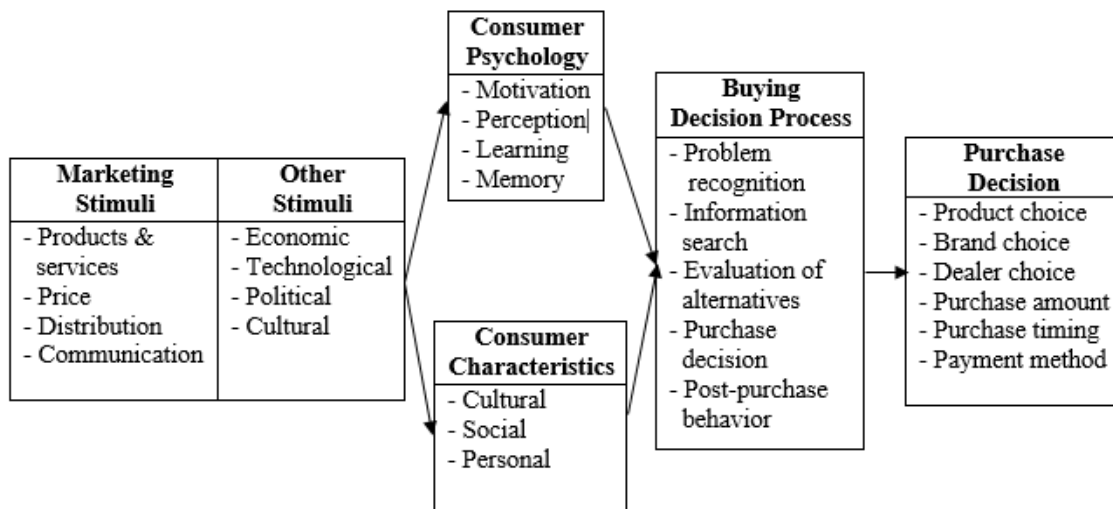 Marketing
Stimuli
- Products &
services
- Price
- Distribution
- Communication
Other
Stimuli
- Economic
- Technological
- Political
- Cultural
Consumer
Psychology
- Motivation
- Perception
- Learning
- Memory
Consumer
Characteristics
- Cultural
- Social
- Personal
Buying
Decision Process
- Problem
recognition
- Information
search
- Evaluation of
alternatives
- Purchase
decision
- Post-purchase
behavior
Purchase
Decision
- Product choice
- Brand choice
- Dealer choice
- Purchase amount
- Purchase timing
- Payment method